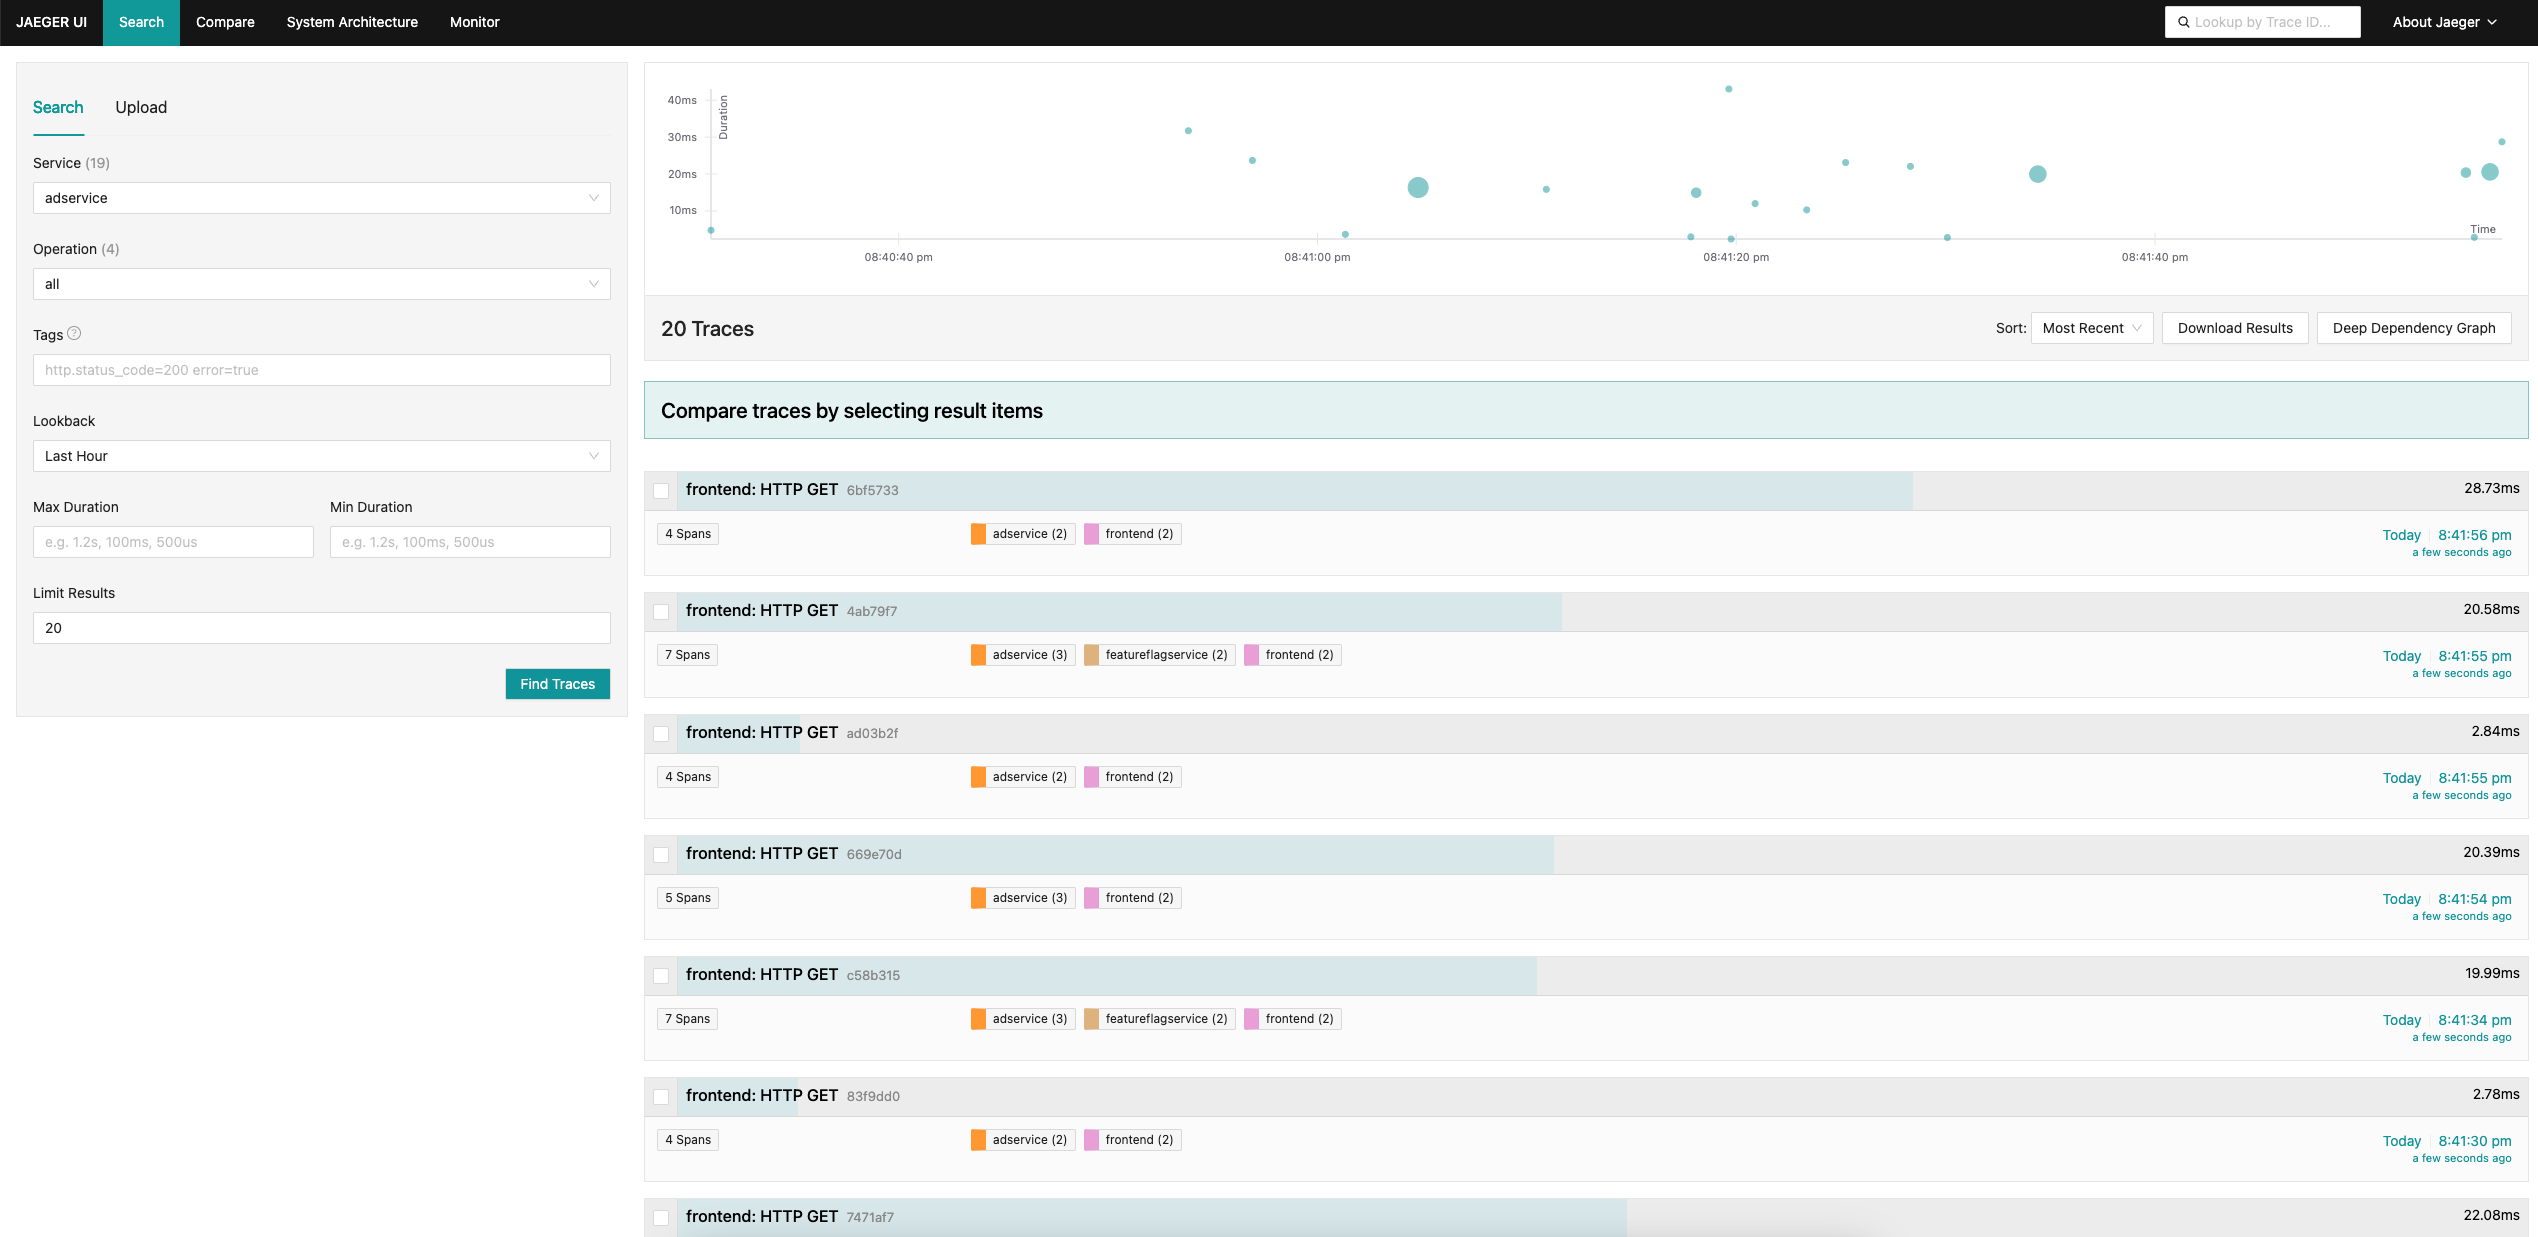 JAEGER UI Search Compare System Architecture Monitor Lookup by Trace ID... About Jaeger
Search Upload
Service (19)
adservice
Operation (4)
all
Tags
http.status_code=200 error=true
Lookback
Last Hour
Max Duration Min Duration
e.g. 1.2s, 100ms, 500us e.g. 1.2s, 100ms, 500us
Limit Results
20
Find Traces
Duration
40ms
30ms
20ms
10ms
Time
08:40:40 pm 08:41:00 pm 08:41:20 pm 08:41:40 pm
20 Traces Sort: Most Recent Download Results Deep Dependency Graph
Compare traces by selecting result items
frontend: HTTP GET 6bf5733 28.73ms
4 Spans adservice (2) frontend (2) Today 8:41:56 pm
a few seconds ago
frontend: HTTP GET 4ab79f7 20.58ms
7 Spans adservice (3) featureflagservice (2) frontend (2) Today 8:41:55 pm
a few seconds ago
frontend: HTTP GET ad03b2f 2.84ms
4 Spans adservice (2) frontend (2) Today 8:41:55 pm
a few seconds ago
frontend: HTTP GET 669e70d 20.39ms
5 Spans adservice (3) frontend (2) Today 8:41:54 pm
a few seconds ago
frontend: HTTP GET c58b315 19.99ms
7 Spans adservice (3) featureflagservice (2) frontend (2) Today 8:41:34 pm
a few seconds ago
frontend: HTTP GET 83f9dd0 2.78ms
4 Spans adservice (2) frontend (2) Today 8:41:30 pm
a few seconds ago
frontend: HTTP GET 7471af7 22.08ms